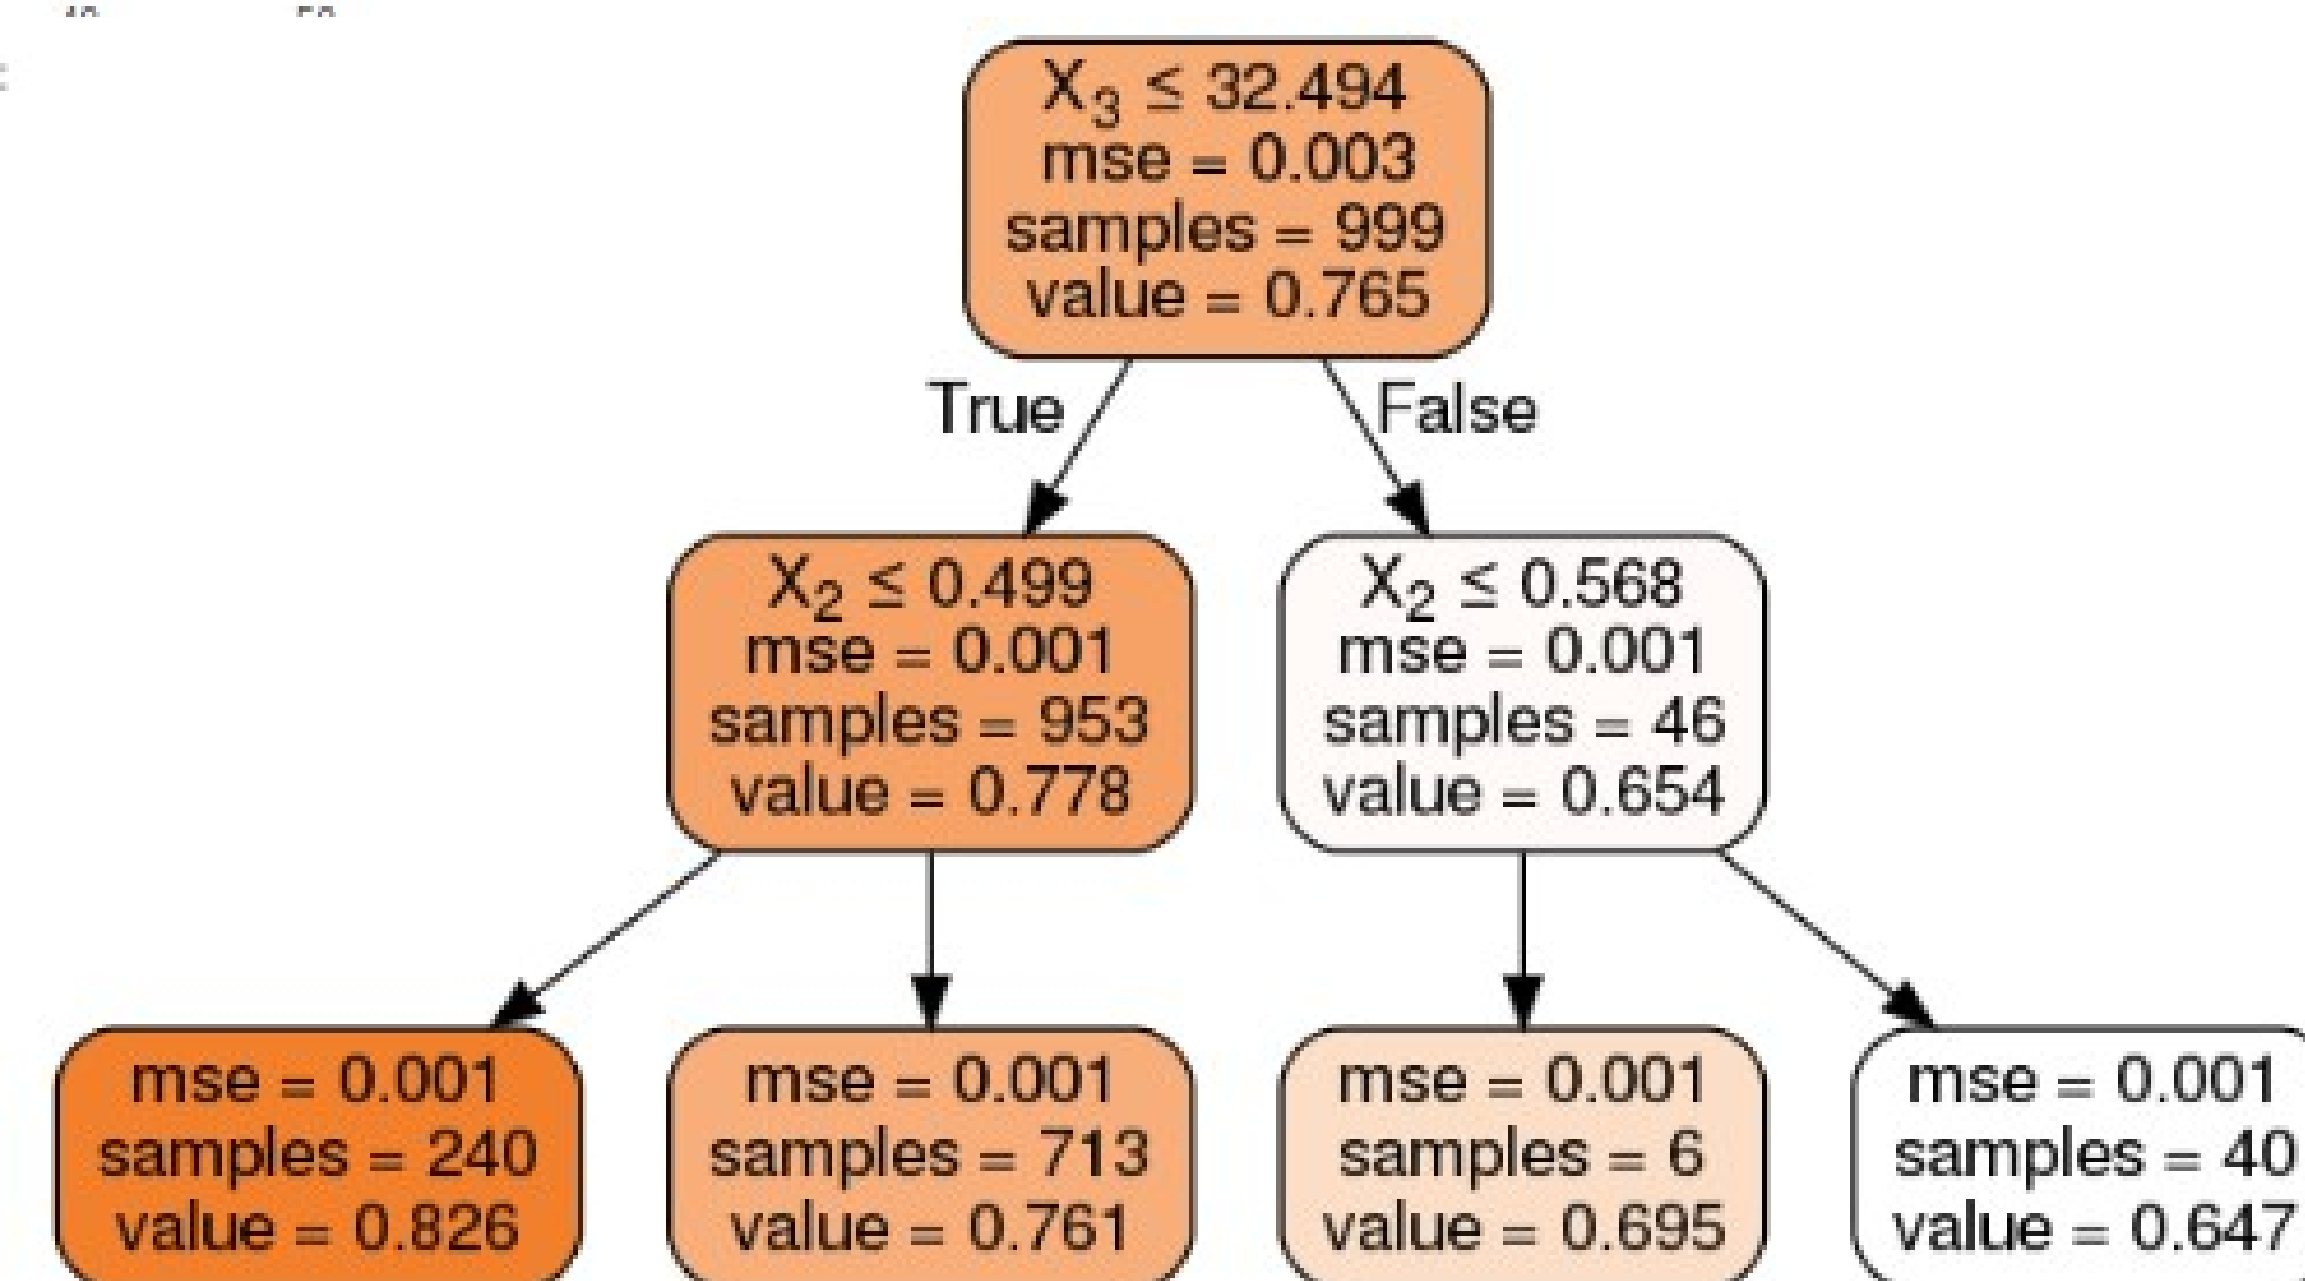 X3 ≤ 32.494
mse = 0.003
samples = 999
value = 0.765
True
False
X2 ≤ 0.499
mse = 0.001
samples = 953
value = 0.778
X2 ≤ 0.568
mse = 0.001
samples = 46
value = 0.654
mse = 0.001
samples = 240
value = 0.826
mse = 0.001
samples = 713
value = 0.761
mse = 0.001
samples = 6
value = 0.695
mse = 0.001
samples = 40
value = 0.647